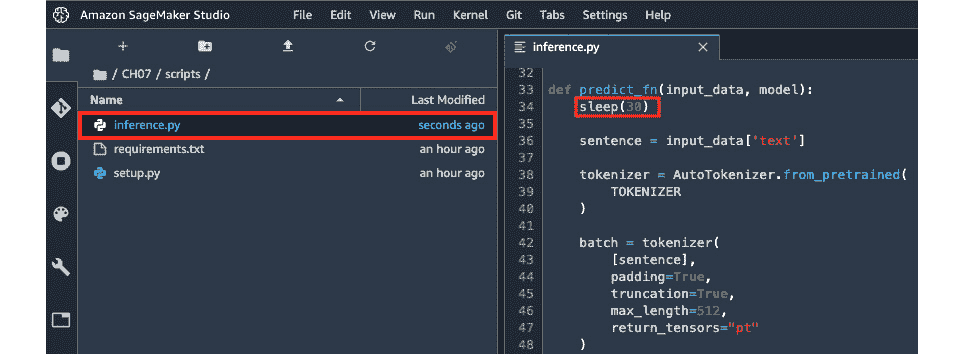 Amazon SageMaker Studio File Edit View Run Kernel Git Tabs Settings Help
/ CH07 / scripts /
Name Last Modified
inference.py seconds ago
requirements.txt an hour ago
setup.py an hour ago
inference.py
32
33 def predict_fn(input_data, model):
34 sleep(30)
35
36 sentence = input_data['text']
37
38 tokenizer = AutoTokenizer.from_pretrained(
39 TOKENIZER
40 )
41
42 batch = tokenizer(
43 [sentence],
44 padding=True,
45 truncation=True,
46 max_length=512,
47 return_tensors="pt"
48 )